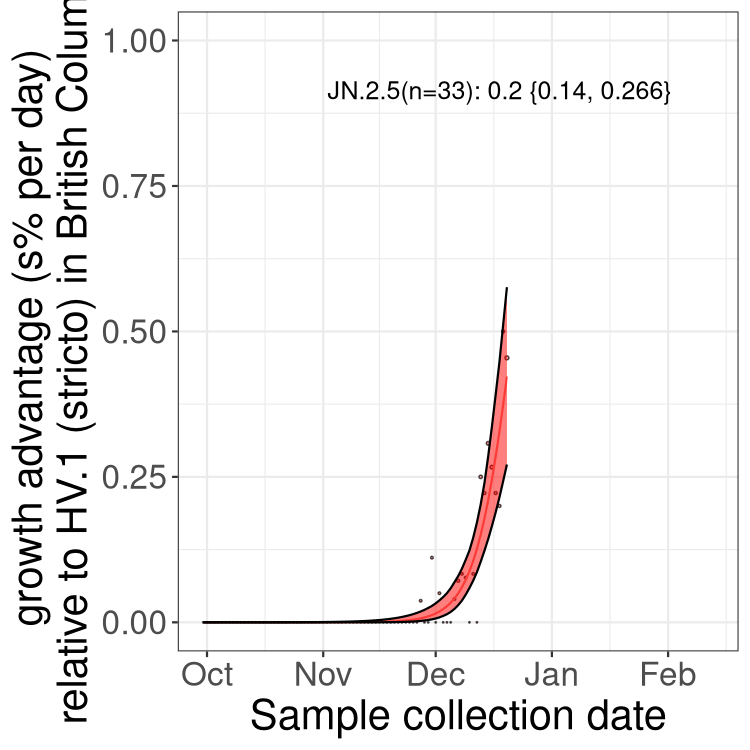 growth advantage (s% per day)
relative to HV.1 (stricto) in British Colum
1.00
0.75
0.50
0.25
0.00
JN.2.5(n=33): 0.2 {0.14, 0.266}
Oct Nov Dec Jan Feb
Sample collection date